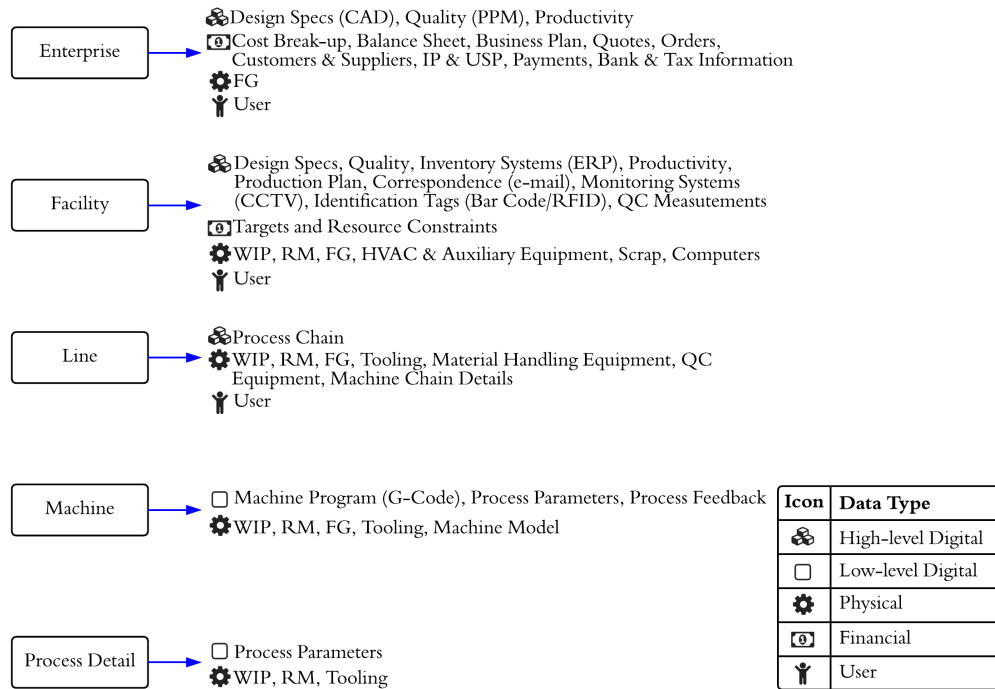 Enterprise
Design Specs (CAD), Quality (PPM), Productivity
Cost Break-up, Balance Sheet, Business Plan, Quotes, Orders,
Customers & Suppliers, IP & USP, Payments, Bank & Tax Information
FG
User
Facility
Design Specs, Quality, Inventory Systems (ERP), Productivity,
Production Plan, Correspondence (e-mail), Monitoring Systems
(CCTV), Identification Tags (Bar Code/RFID), QC Measutements
Targets and Resource Constraints
WIP, RM, FG, HVAC & Auxiliary Equipment, Scrap, Computers
User
Line
Process Chain
WIP, RM, FG, Tooling, Material Handling Equipment, QC
Equipment, Machine Chain Details
User
Machine
Machine Program (G-Code), Process Parameters, Process Feedback
WIP, RM, FG, Tooling, Machine Model
Process Detail
Process Parameters
WIP, RM, Tooling
Icon Data Type
High-level Digital
Low-level Digital
Physical
Financial
User